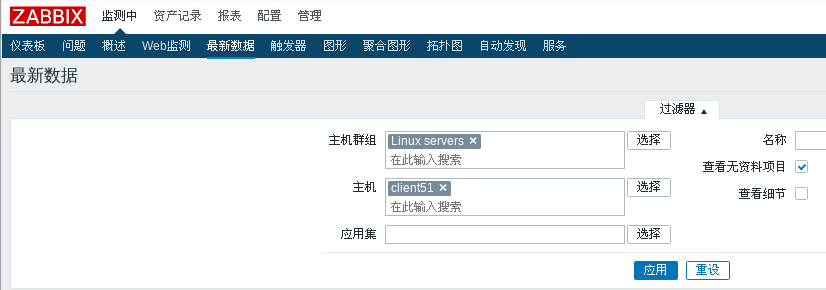 ZABBIX 监测中 资产记录 报表 配置 管理
仪表板 问题 概述 Web监测 最新数据 触发器 图形 聚合图形 拓扑图 自动发现 服务
最新数据
过滤器 ▲
主机群组 Linux servers × 选择 名称
在此输入搜索 查看无资料项目
主机 client51 × 选择 查看细节
在此输入搜索
应用集 选择
应用 重设